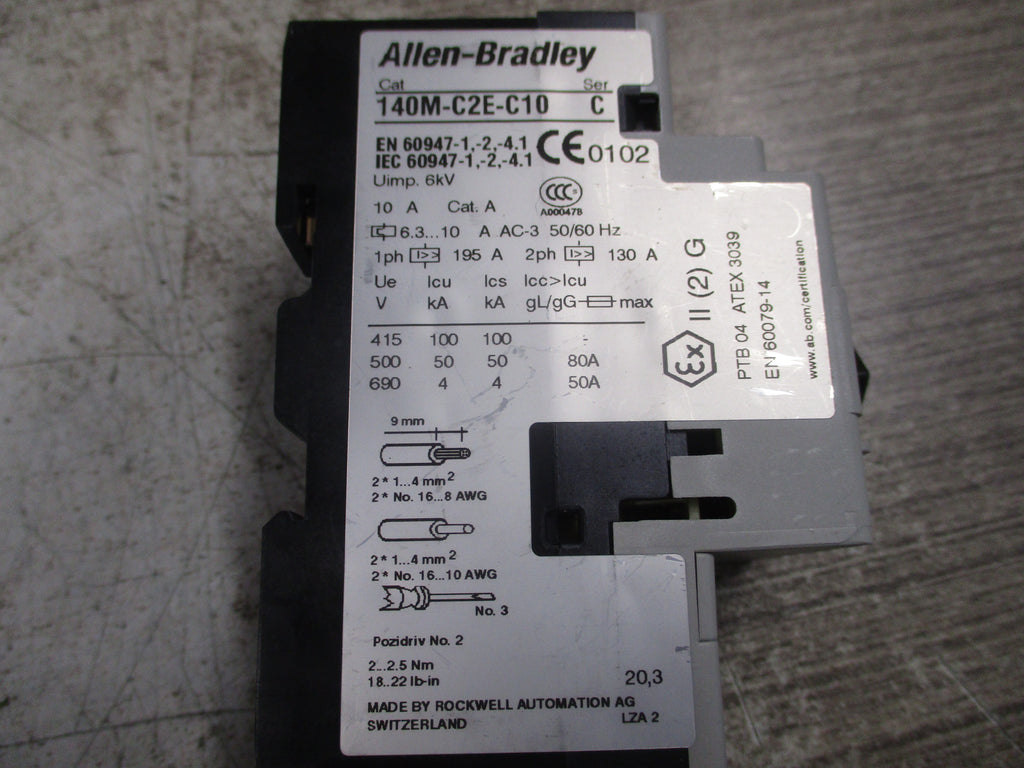 Allen-Bradley
Cat Ser
140M-C2E-C10 C
EN 60947-1,-2,-4.1
IEC 60947-1,-2,-4.1
CE 0102
Uimp. 6kV
CCC
A000478
10 A Cat. A
6.3...10 A AC-3 50/60 Hz
1ph I>> 195 A 2ph I>> 130 A
Ue Icu Ics Icc>Icu
V kA kA gL/gG max
415 100 100 -
500 50 50 80A
690 4 4 50A
Ex II (2) G
PTB 04 ATEX 3039
EN 60079-14
www.ab.com/certification
9 mm
2* 1...4 mm²
2* No. 16...8 AWG
2* 1...4 mm²
2* No. 16...10 AWG
No. 3
Pozidriv No. 2
2...2.5 Nm
18...22 lb-in
20,3
MADE BY ROCKWELL AUTOMATION AG
SWITZERLAND LZA 2